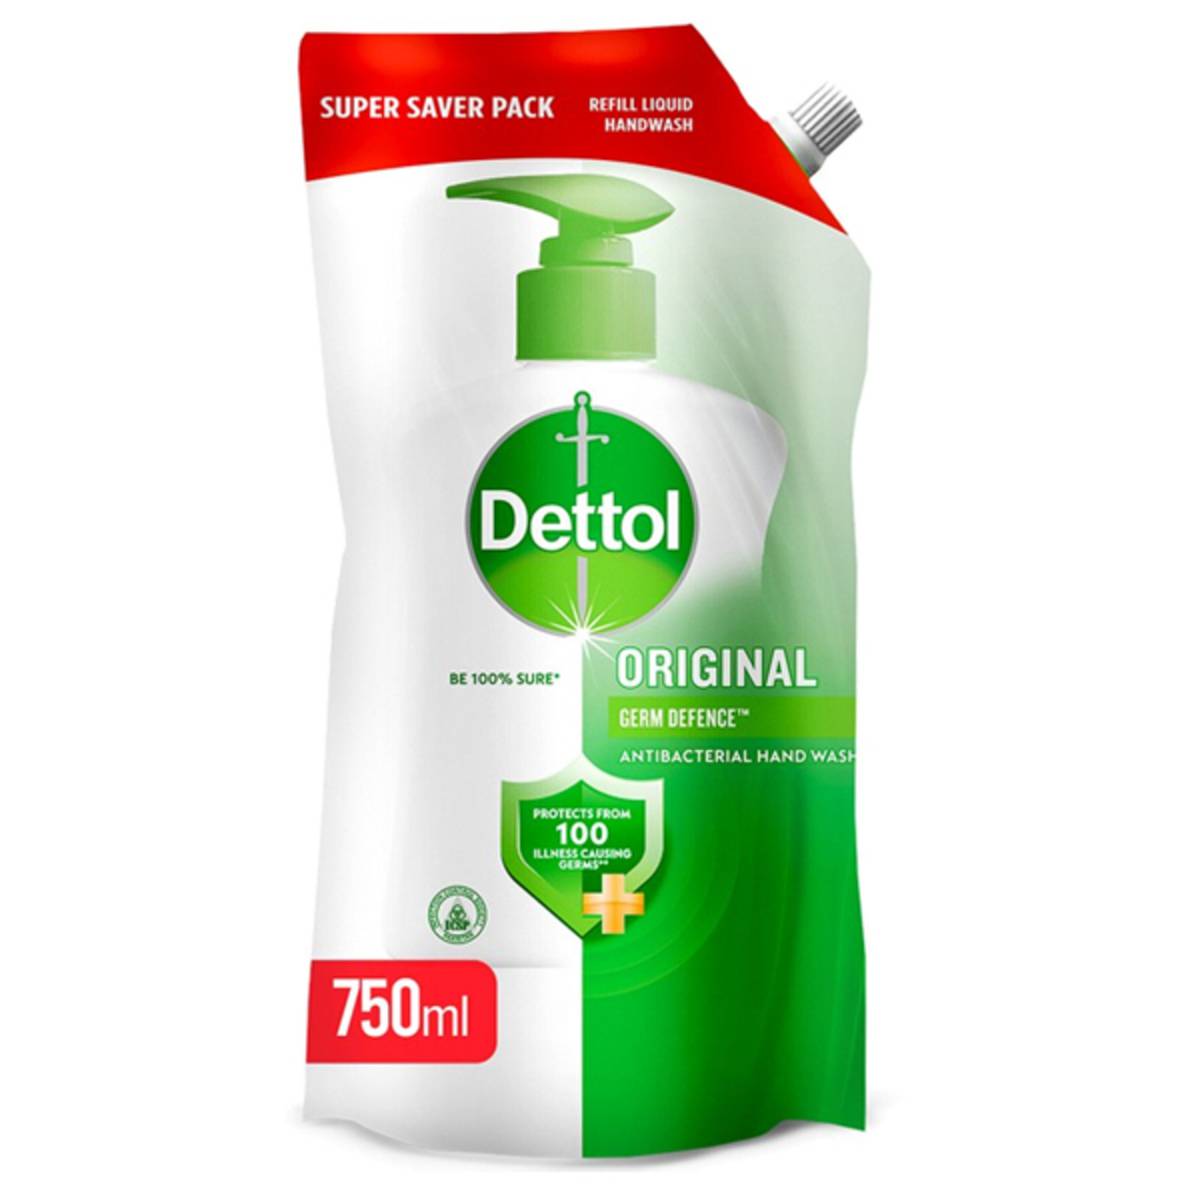 SUPER SAVER PACK
REFILL LIQUID
HANDWASH
Dettol
BE 100% SURE*
ORIGINAL
GERM DEFENCE™
ANTIBACTERIAL HAND WASH
PROTECTS FROM
100
ILLNESS CAUSING
GERMS**
750ml